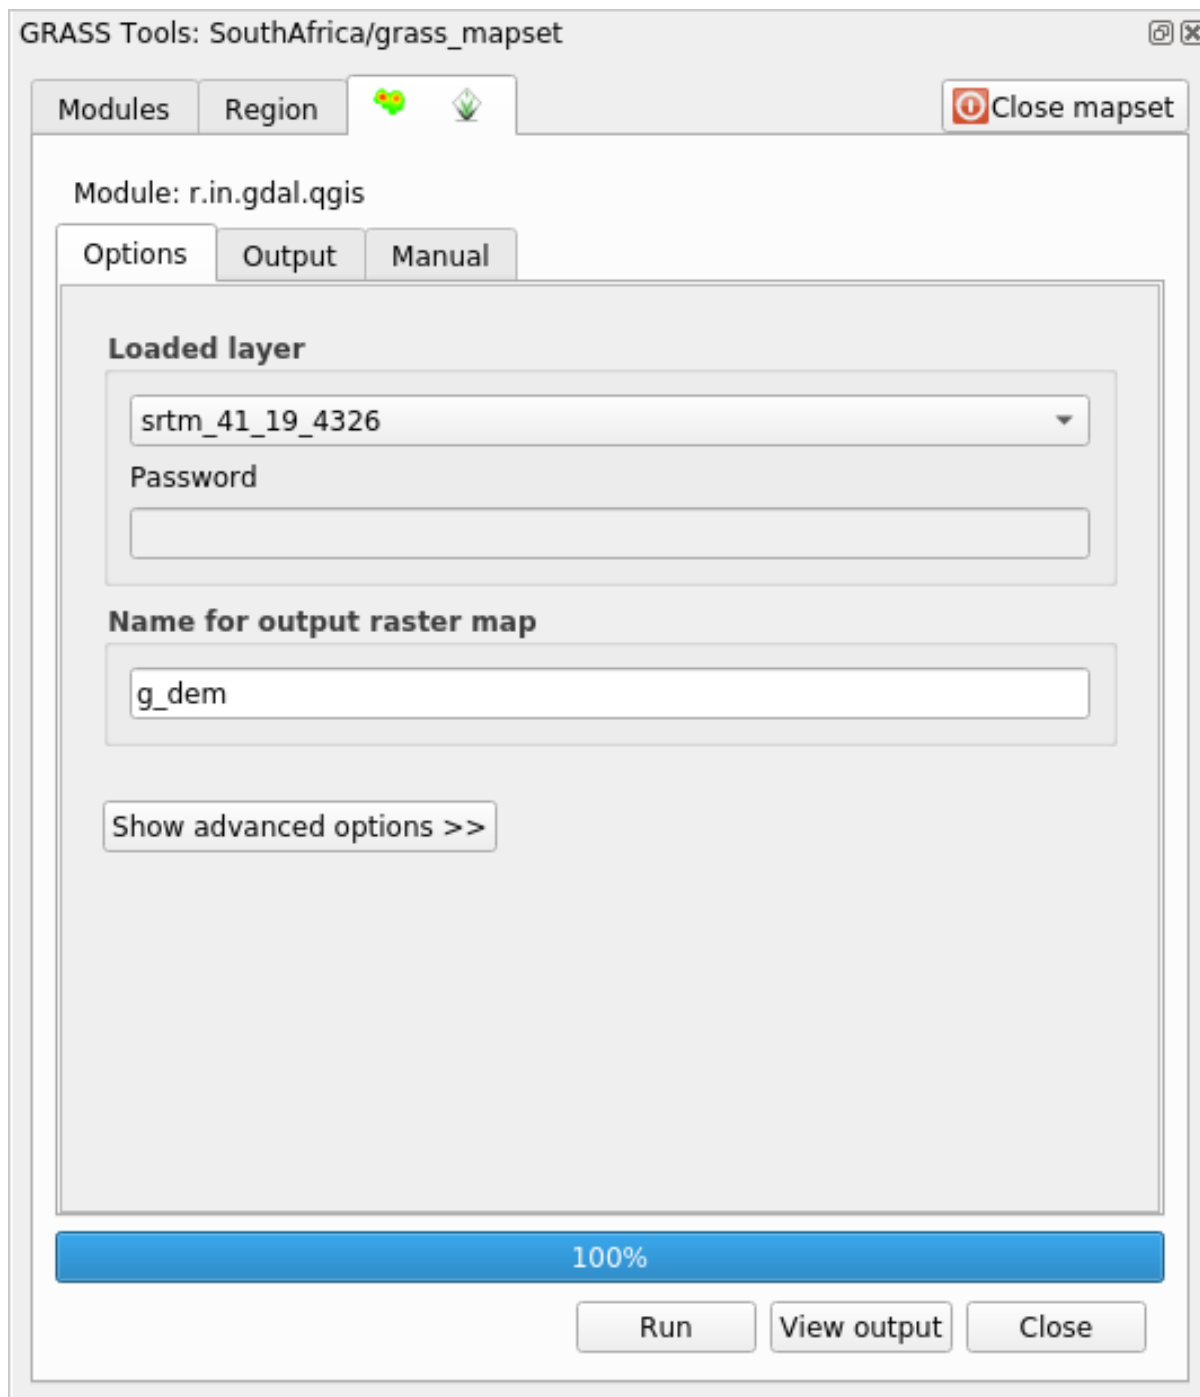 GRASS Tools: SouthAfrica/grass_mapset
Modules Region Close mapset
Module: r.in.gdal.qgis
Options Output Manual
Loaded layer
srtm_41_19_4326
Password
Name for output raster map
g_dem
Show advanced options >>
100%
Run View output Close